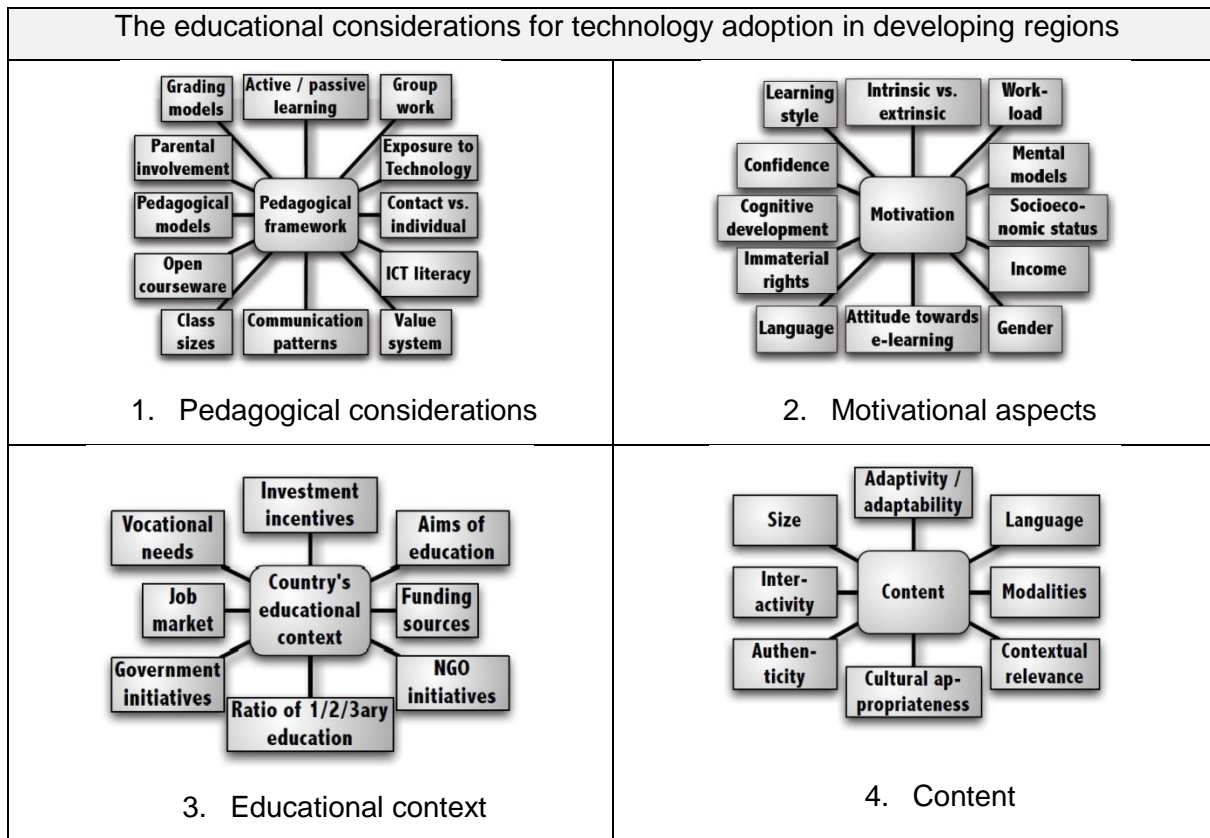 The educational considerations for technology adoption in developing regions
Grading
models
Active / passive
learning
Group
work
Parental
involvement
Exposure to
Technology
Pedagogical
models
Pedagogical
framework
Contact vs.
individual
Open
courseware
ICT literacy
Class
sizes
Communication
patterns
Value
system
1. Pedagogical considerations
Learning
style
Intrinsic vs.
extrinsic
Work-
load
Confidence
Mental
models
Cognitive
development
Motivation
Socioeco-
nomic status
Immaterial
rights
Income
Language
Attitude towards
e-learning
Gender
2. Motivational aspects
Investment
incentives
Vocational
needs
Aims of
education
Job
market
Country's
educational
context
Funding
sources
Government
initiatives
NGO
initiatives
Ratio of 1/2/3ary
education
3. Educational context
Adaptivity /
adaptability
Size
Language
Inter-
activity
Content
Modalities
Authen-
ticity
Cultural ap-
propriateness
Contextual
relevance
4. Content